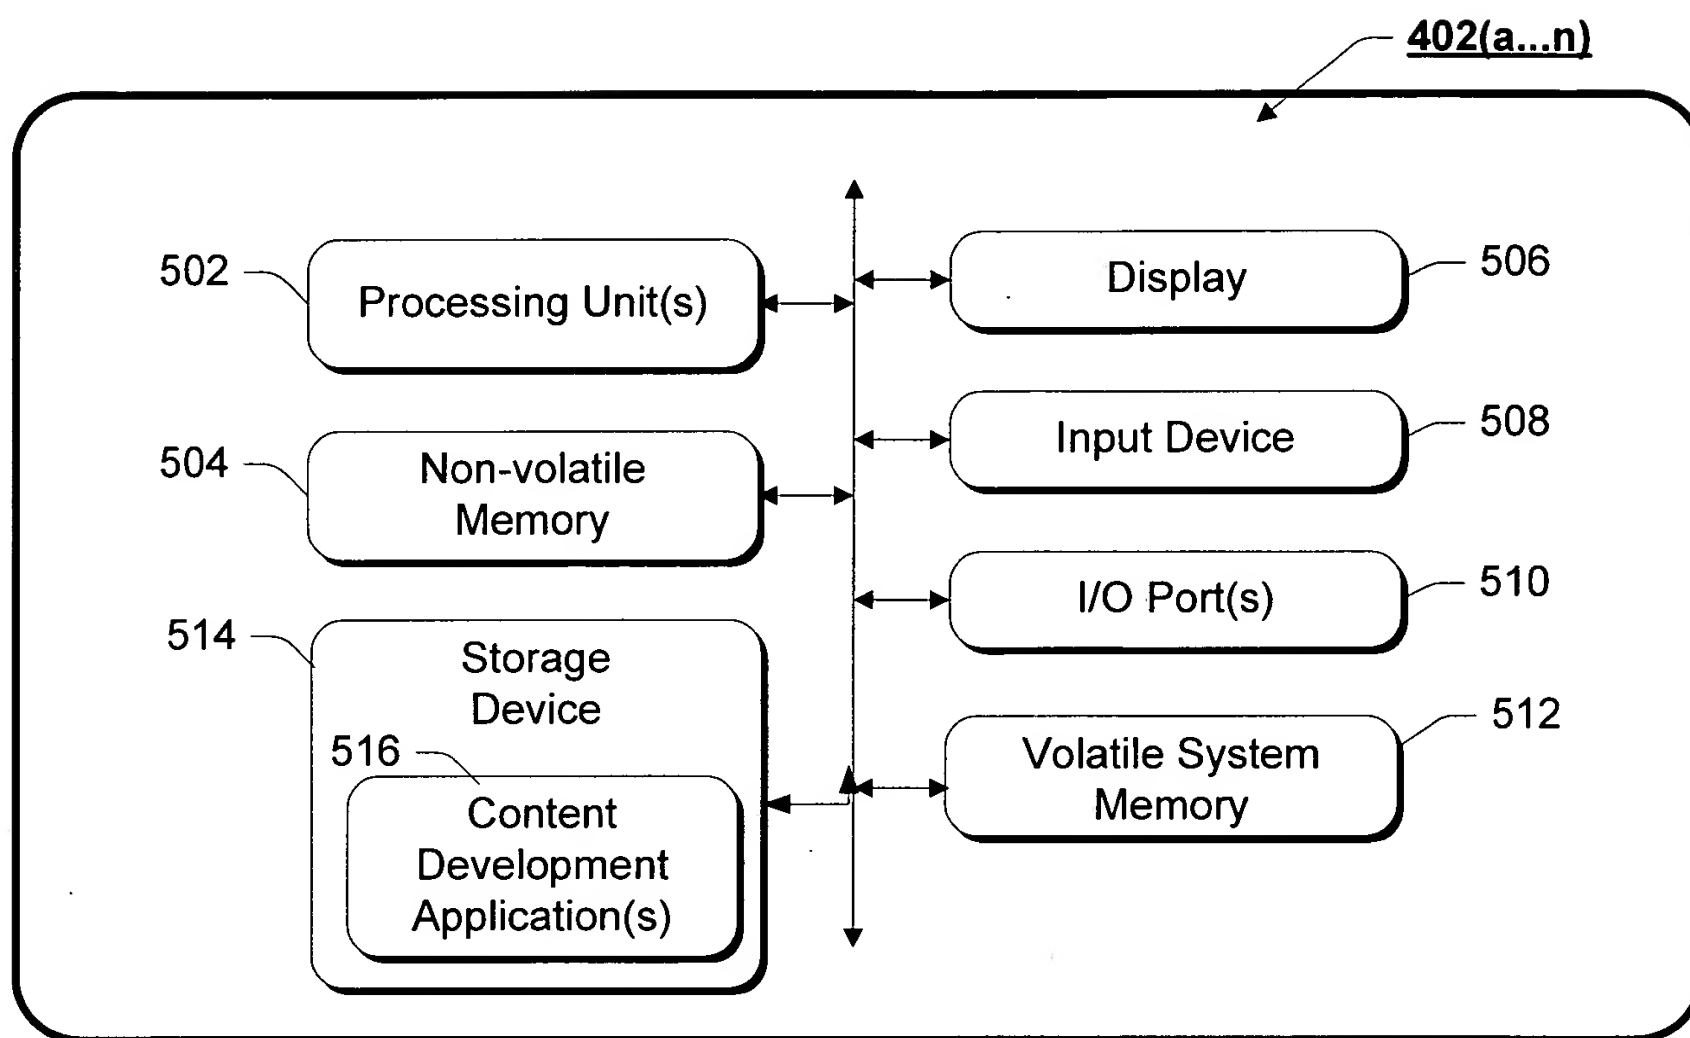 402(a...n)
502
Processing Unit(s)
504
Non-volatile
Memory
514
Storage
Device
516
Content
Development
Application(s)
Display
506
Input Device
508
I/O Port(s)
510
Volatile System
Memory
512